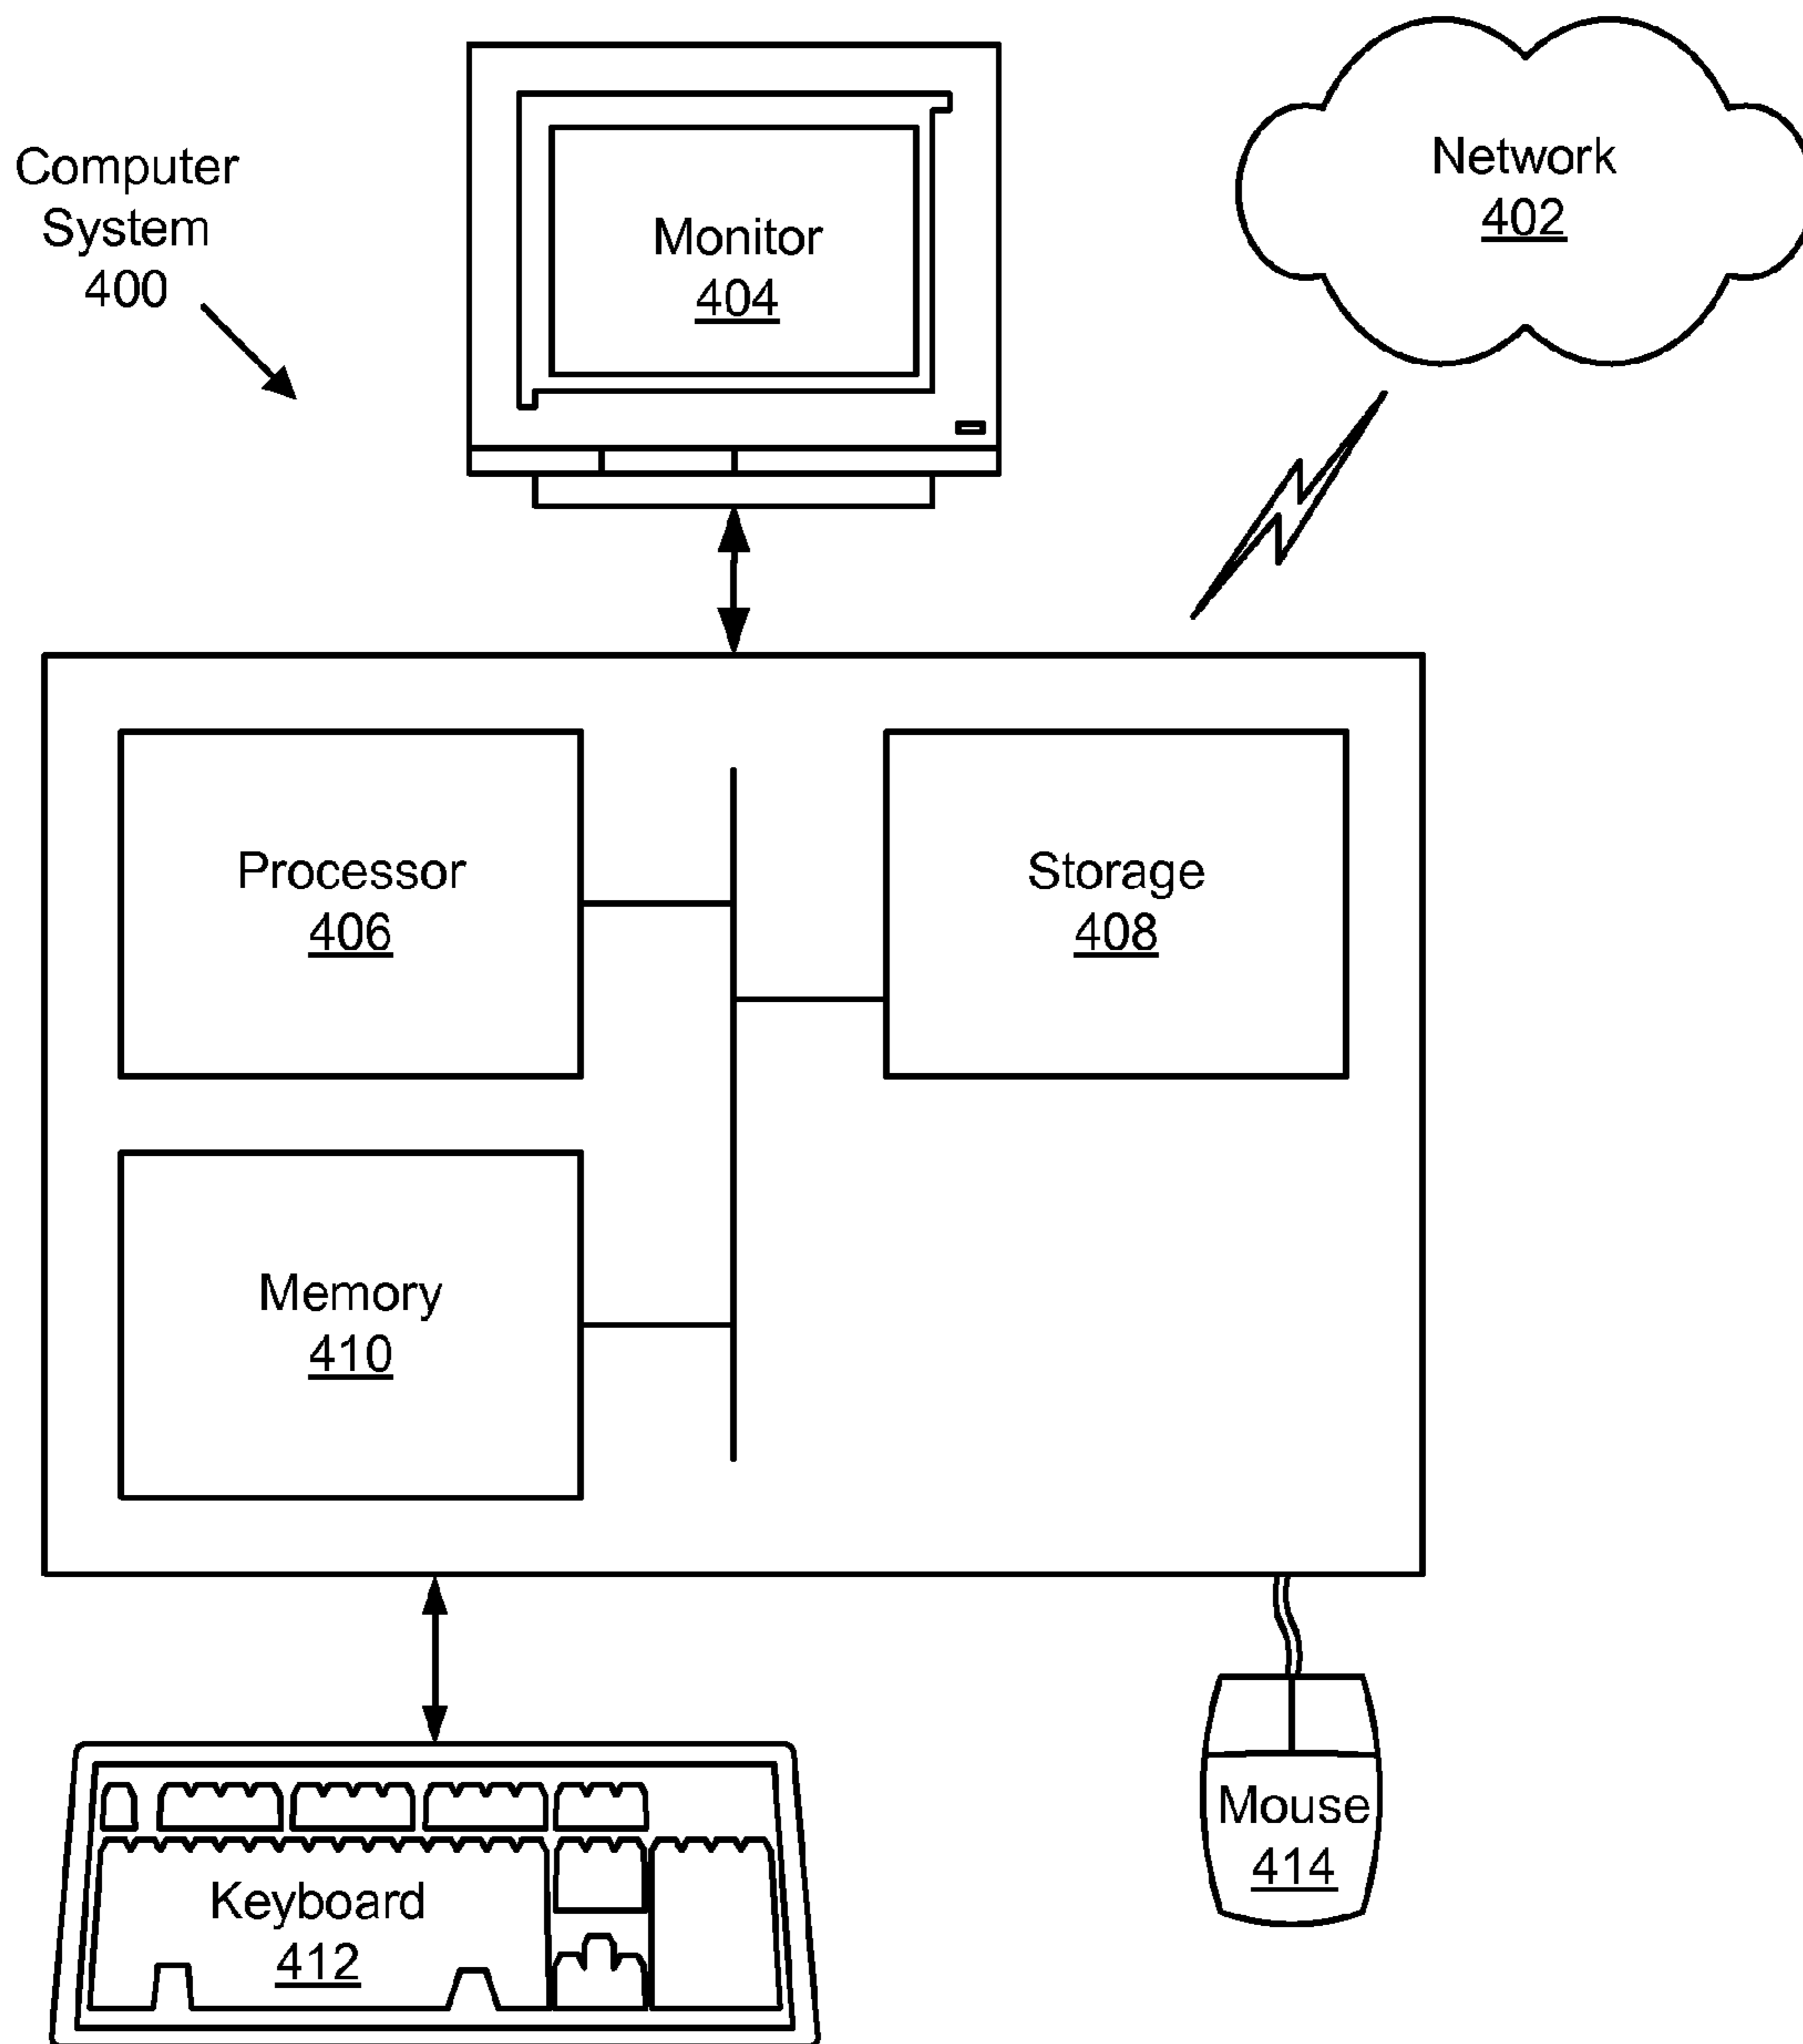 Computer
System
400
Monitor
404
Network
402
Processor
406
Storage
408
Memory
410
Keyboard
412
Mouse
414